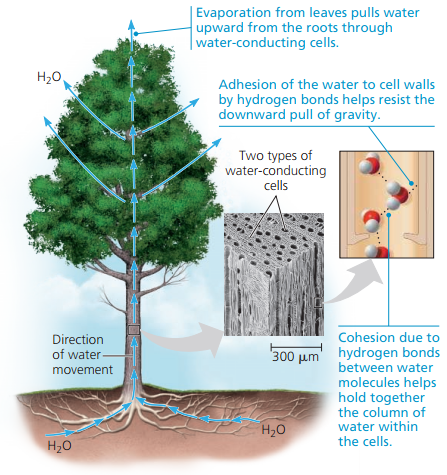 Evaporation from leaves pulls water
upward from the roots through
water-conducting cells.
H₂O
Adhesion of the water to cell walls
by hydrogen bonds helps resist the
downward pull of gravity.
Two types of
water-conducting
cells
Direction
of water
movement
300 μm
Cohesion due to
hydrogen bonds
between water
molecules helps
hold together
the column of
water within
the cells.
H₂O
H₂O